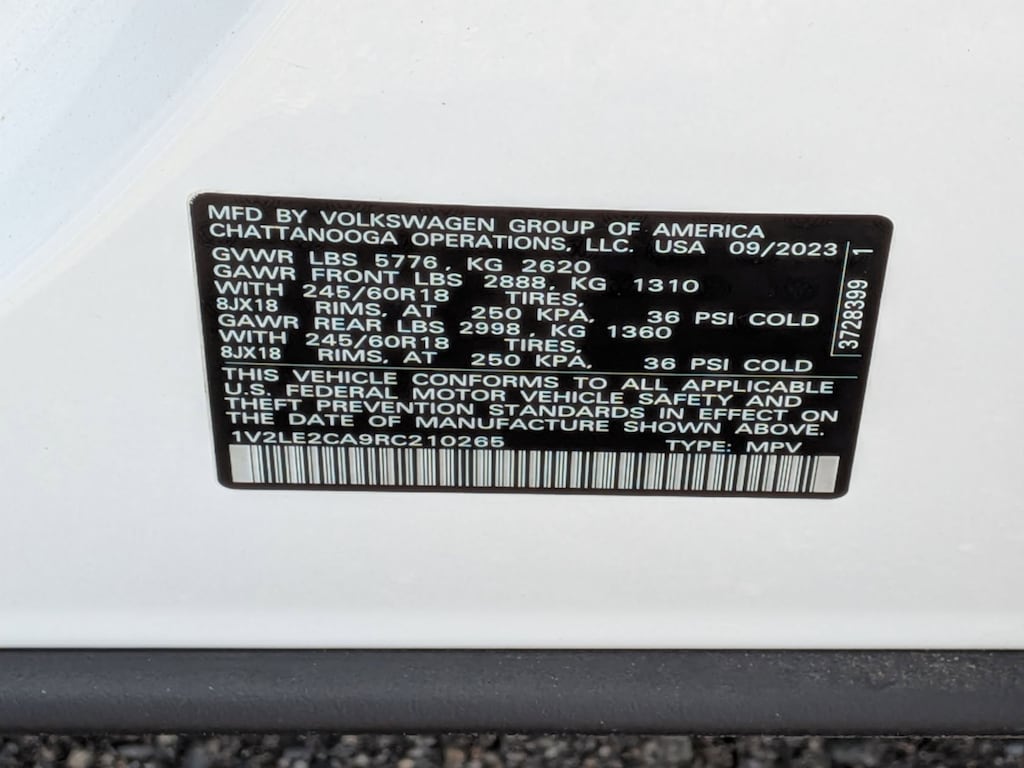 MFD BY VOLKSWAGEN GROUP OF AMERICA
CHATTANOOGA OPERATIONS, LLC. USA 09/2023
GVWR LBS 5776, KG 2620
GAWR FRONT LBS 2888, KG 1310
WITH 245/60R18 TIRES,
8JX18 RIMS, AT 250 KPA, 36 PSI COLD
GAWR REAR LBS 2998, KG 1360
WITH 245/60R18 TIRES,
8JX18 RIMS, AT 250 KPA, 36 PSI COLD
THIS VEHICLE CONFORMS TO ALL APPLICABLE
U.S. FEDERAL MOTOR VEHICLE SAFETY AND
THEFT PREVENTION STANDARDS IN EFFECT ON
THE DATE OF MANUFACTURE SHOWN ABOVE.
1V2LE2CA9RC210265 TYPE: MPV
3728399 1